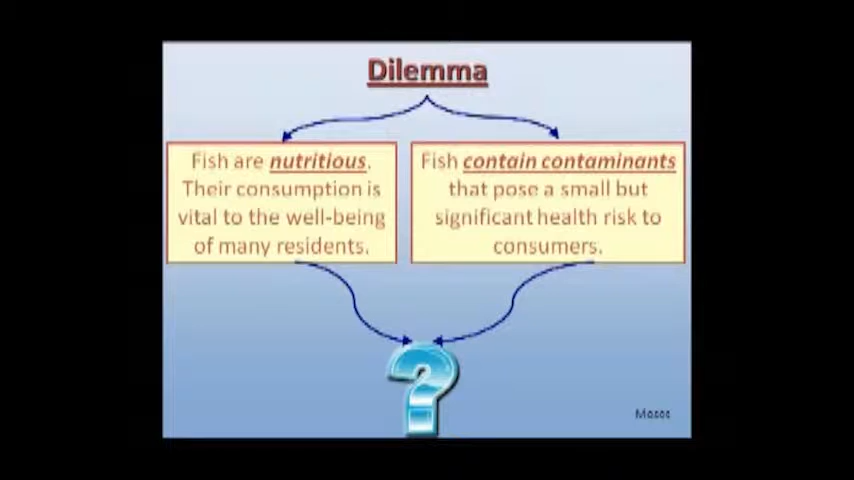 Dilemma
Fish are nutritious.
Their consumption is
vital to the well-being
of many residents.
Fish contain contaminants
that pose a small but
significant health risk to
consumers.
?